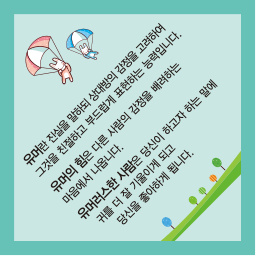 유머란 진실을 말하되 상대방의 감정을 고려하여
그것을 친절하고 부드럽게 표현하는 능력입니다.
유머의 힘은 다른 사람의 감정을 배려하는
마음에서 나옵니다.
유머러스한 사람은 당신이 하고자 하는 말에
귀를 더 잘 기울이게 되고
당신을 좋아하게 됩니다.